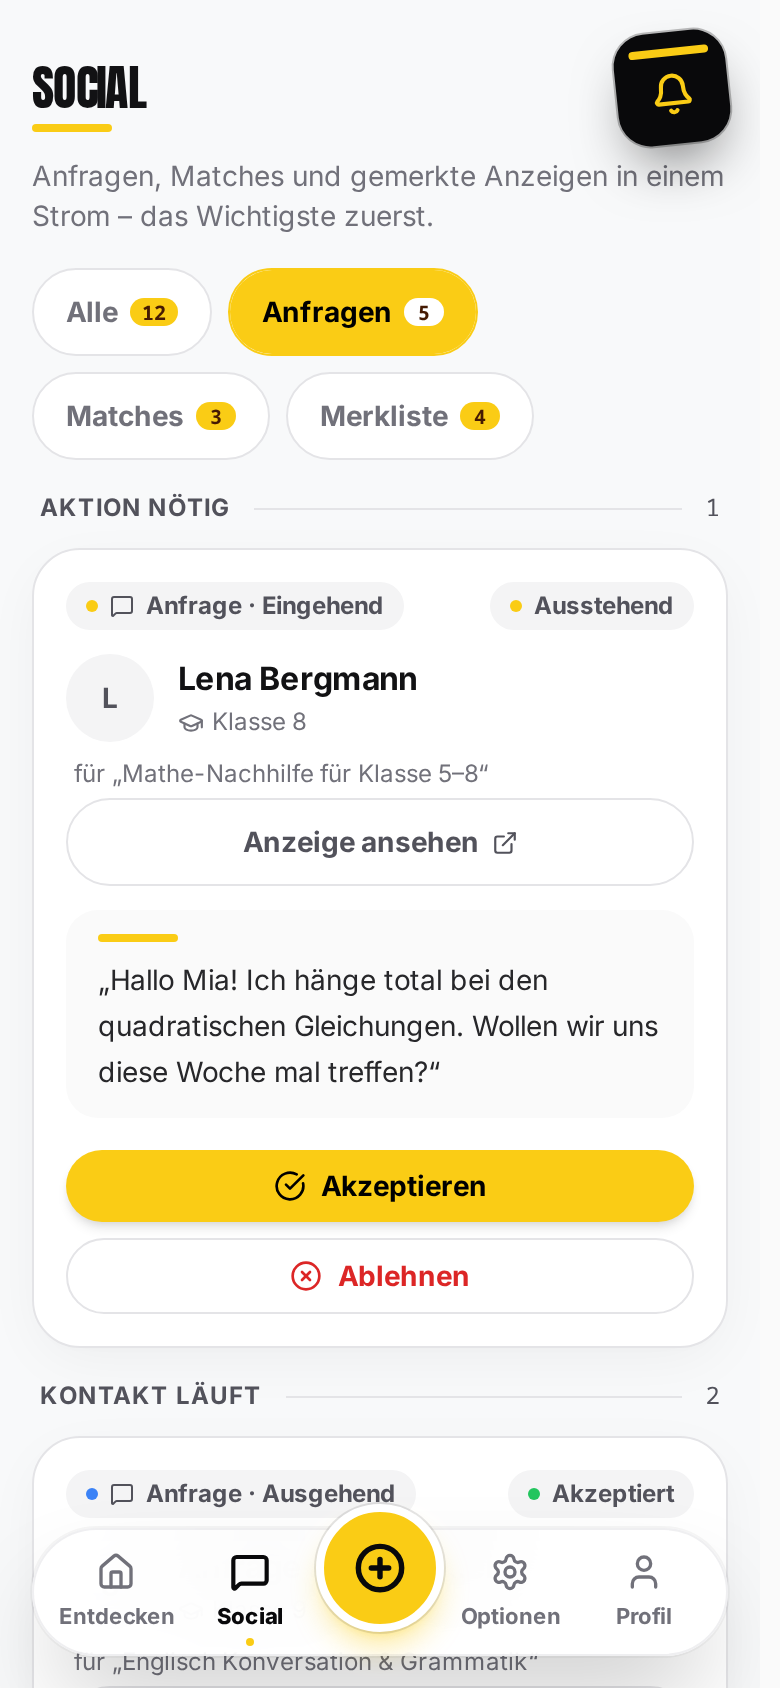 SOCIAL
Anfragen, Matches und gemerkte Anzeigen in einem
Strom – das Wichtigste zuerst.
Alle 12
Anfragen 5
Matches 3
Merkliste 4
AKTION NÖTIG 1
Anfrage · Eingehend
Ausstehend
L
Lena Bergmann
Klasse 8
für „Mathe-Nachhilfe für Klasse 5–8“
Anzeige ansehen
„Hallo Mia! Ich hänge total bei den
quadratischen Gleichungen. Wollen wir uns
diese Woche mal treffen?“
Akzeptieren
Ablehnen
KONTAKT LÄUFT 2
Anfrage · Ausgehend
Akzeptiert
Entdecken
Social
Optionen
Profil
für „Englisch Konversation & Grammatik“